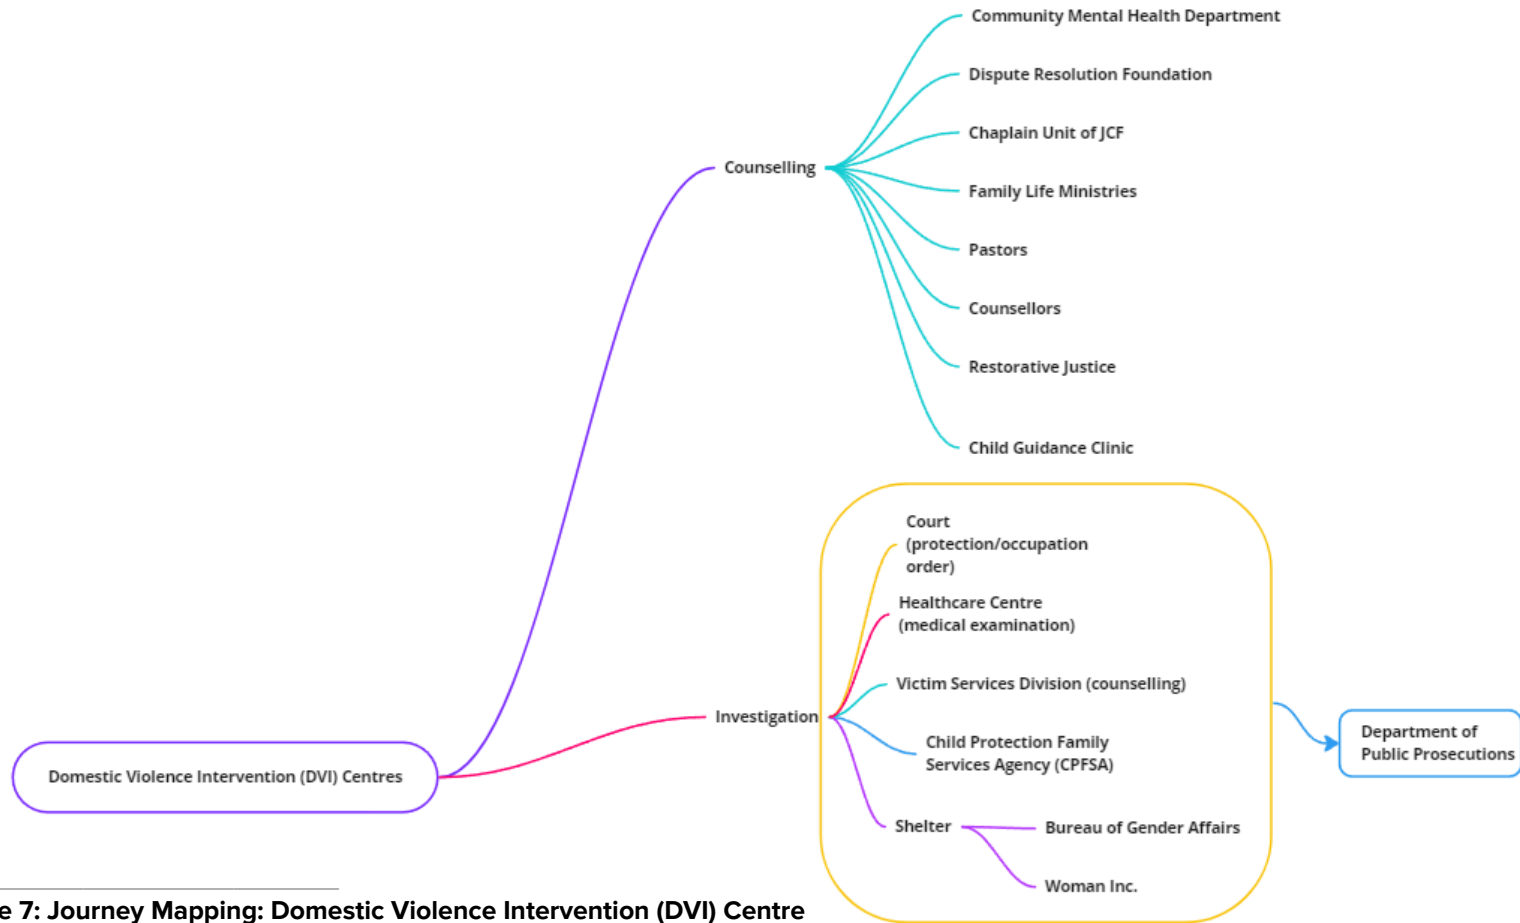 Community Mental Health Department
Dispute Resolution Foundation
Chaplain Unit of JCF
Counselling
Family Life Ministries
Pastors
Counsellors
Restorative Justice
Child Guidance Clinic
Court
(protection/occupation
order)
Healthcare Centre
(medical examination)
Victim Services Division (counselling)
Investigation
Child Protection Family
Services Agency (CPFSA)
Department of
Public Prosecutions
Domestic Violence Intervention (DVI) Centres
Shelter
Bureau of Gender Affairs
Woman Inc.
e 7: Journey Mapping: Domestic Violence Intervention (DVI) Centre